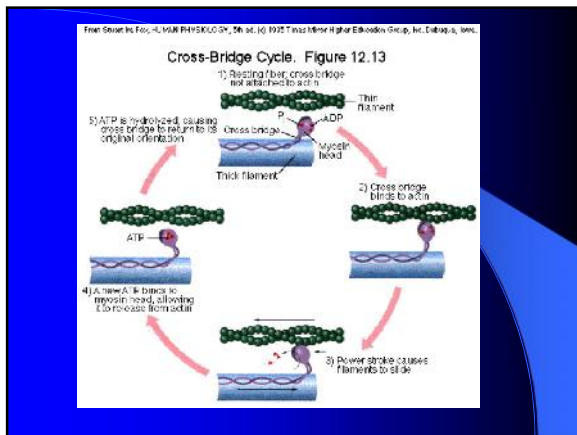 From Stuart Ira Fox, HUMAN PHYSIOLOGY, 5th ed. (c) 1995 Times Mirror Higher Education Group, Inc. Dubuque, Iowa.
Cross-Bridge Cycle. Figure 12.13
1) Resting fiber; cross bridge
not attached to actin
Thin
filament
P
ADP
Cross bridge
Myosin
head
Thick filament
2) Cross bridge
binds to actin
3) Power stroke causes
filaments to slide
4) A new ATP binds to
myosin head, allowing
it to release from actin
ATP
5) ATP is hydrolyzed, causing
cross bridge to return to its
original orientation